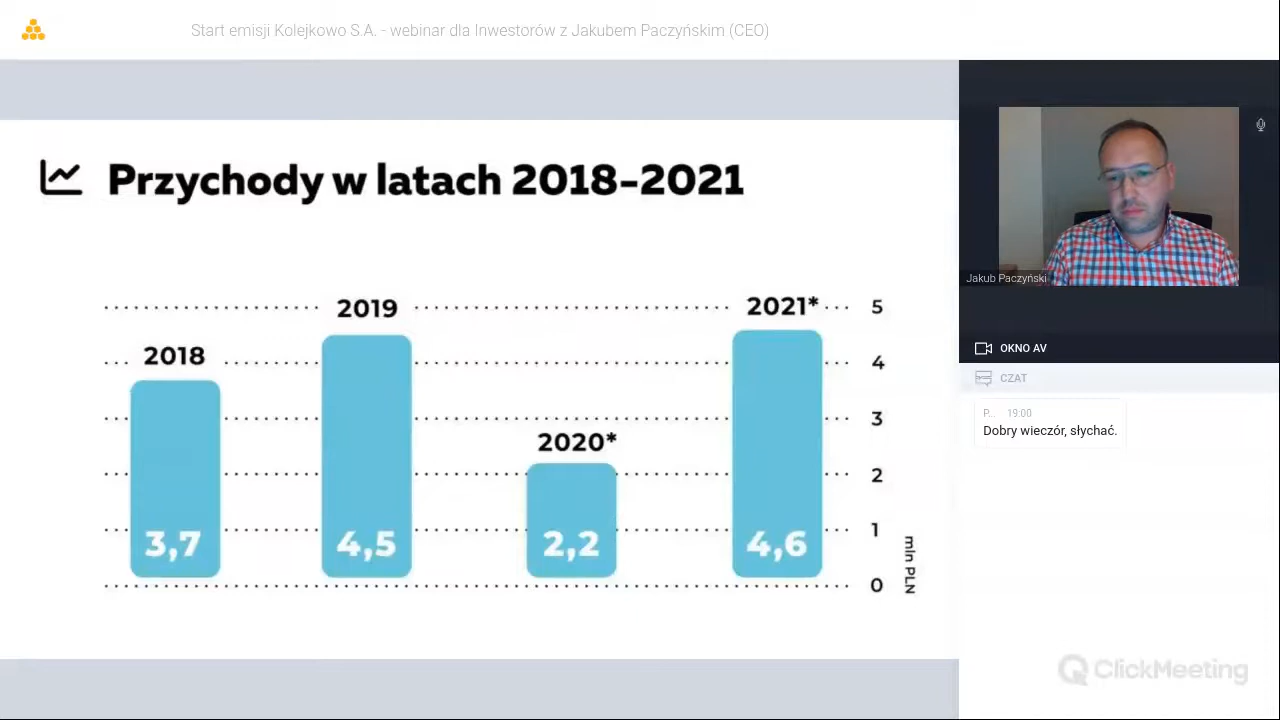 Start emisji Kolejkowo S.A. - webinar dla Inwestorów z Jakubem Paczyńskim (CEO)
Przychody w latach 2018-2021
2018
2019
2020*
2021*
5
4
3
2
1
0
mln PLN
3,7
4,5
2,2
4,6
Jakub Paczyński
OKNO AV
CZAT
P... 19:00
Dobry wieczór, słychać.
ClickMeeting